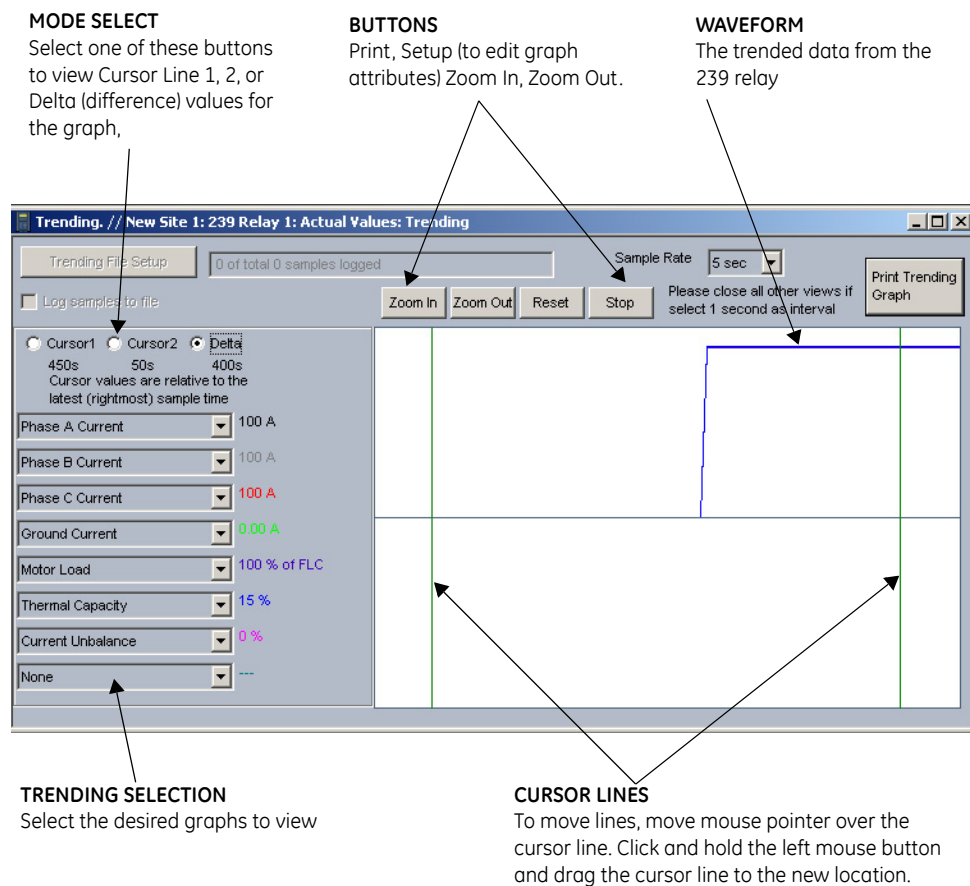 MODE SELECT
Select one of these buttons
to view Cursor Line 1, 2, or
Delta (difference) values for
the graph,
BUTTONS
Print, Setup (to edit graph
attributes) Zoom In, Zoom Out.
WAVEFORM
The trended data from the
239 relay
Trending. // New Site 1: 239 Relay 1: Actual Values: Trending
Trending File Setup
0 of total 0 samples logged
Sample Rate
5 sec
Print Trending
Graph
Log samples to file
Zoom In
Zoom Out
Reset
Stop
Please close all other views if
select 1 second as interval
Cursor1
Cursor2
Delta
450s
50s
400s
Cursor values are relative to the
latest (rightmost) sample time
Phase A Current
100 A
Phase B Current
100 A
Phase C Current
100 A
Ground Current
0.00 A
Motor Load
100 % of FLC
Thermal Capacity
15 %
Current Unbalance
0 %
None
---
TRENDING SELECTION
Select the desired graphs to view
CURSOR LINES
To move lines, move mouse pointer over the
cursor line. Click and hold the left mouse button
and drag the cursor line to the new location.